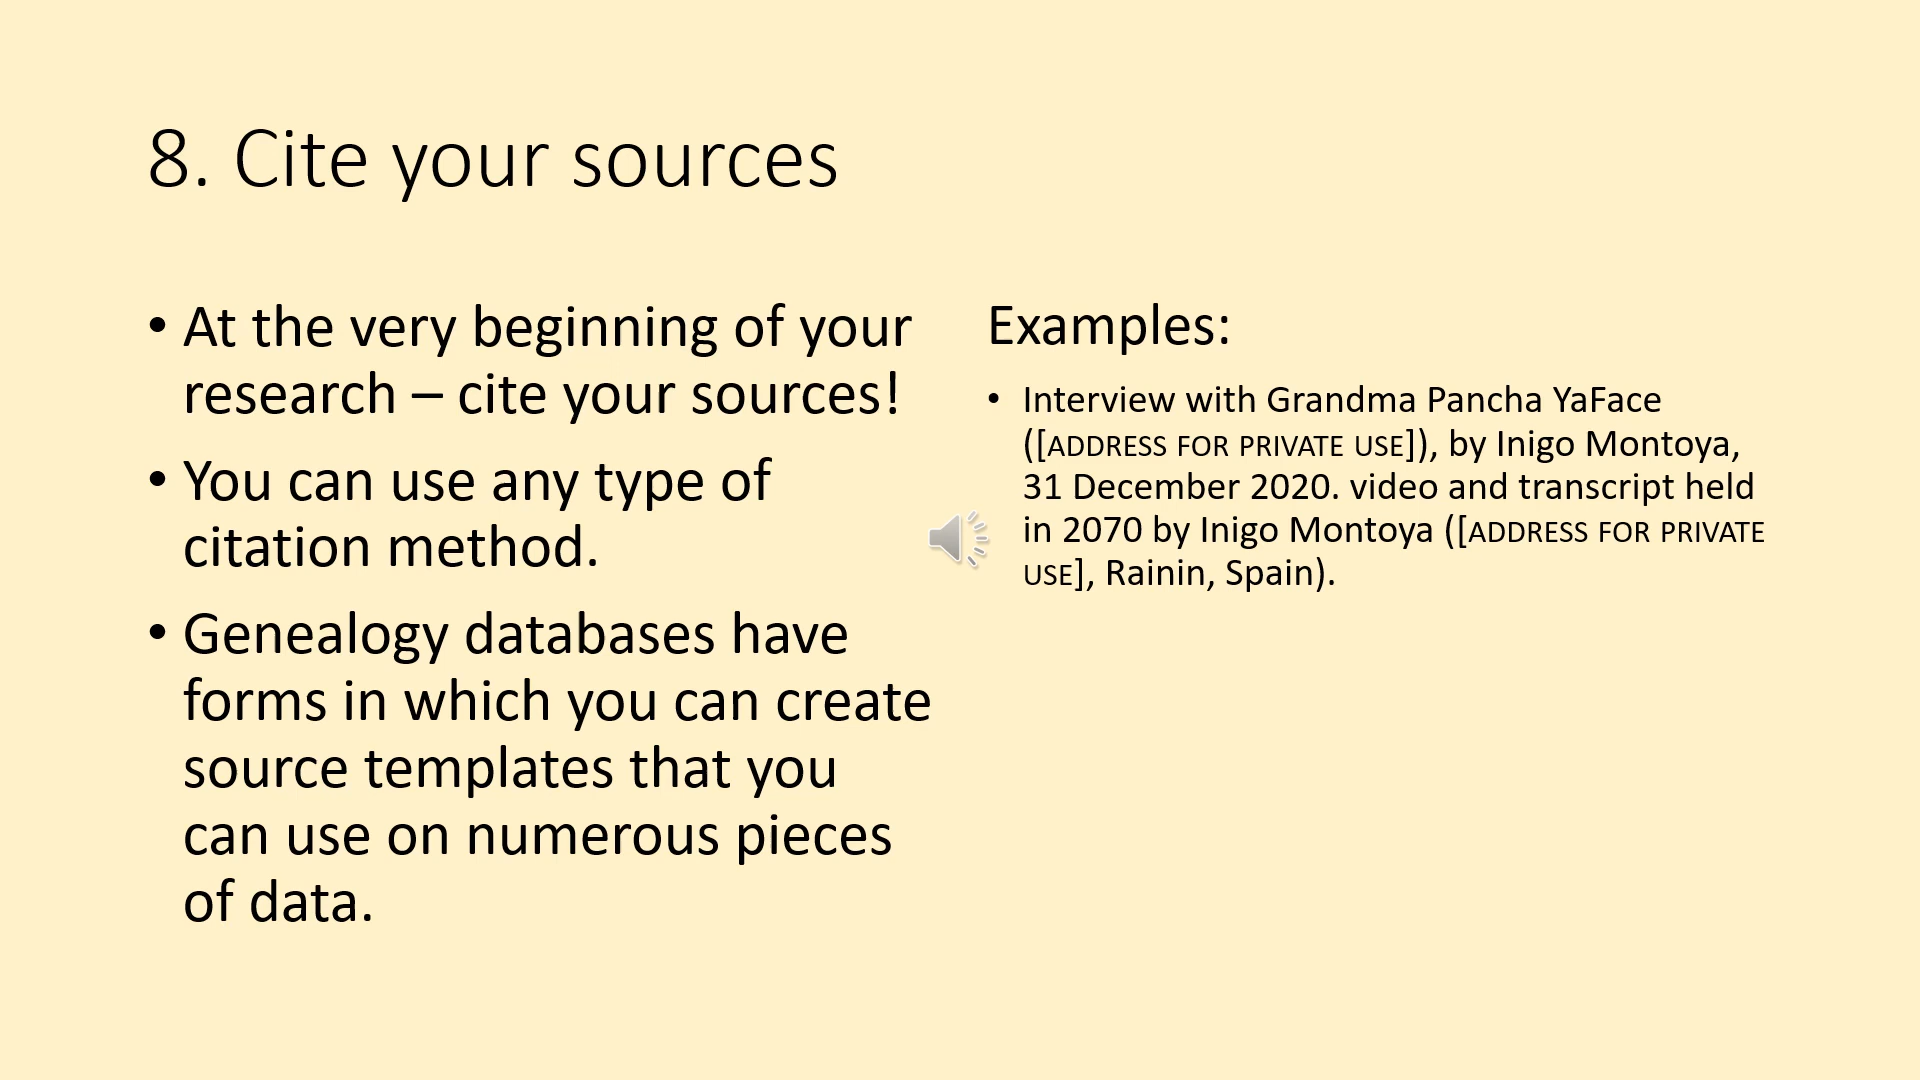 8. Cite your sources
• At the very beginning of your
research – cite your sources!
• You can use any type of
citation method.
• Genealogy databases have
forms in which you can create
source templates that you
can use on numerous pieces
of data.
Examples:
• Interview with Grandma Pancha YaFace
([ADDRESS FOR PRIVATE USE]), by Inigo Montoya,
31 December 2020. video and transcript held
in 2070 by Inigo Montoya ([ADDRESS FOR PRIVATE
USE], Rainin, Spain).